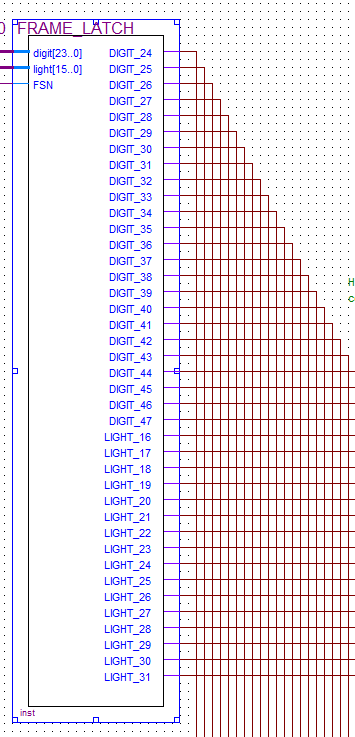 0 FRAME_LATCH
digit[23..0] DIGIT_24
light[15..0] DIGIT_25
FSN DIGIT_26
DIGIT_27
DIGIT_28
DIGIT_29
DIGIT_30
DIGIT_31
DIGIT_32
DIGIT_33
DIGIT_34
DIGIT_35
DIGIT_36
DIGIT_37
DIGIT_38
H
DIGIT_39
c
DIGIT_40
DIGIT_41
DIGIT_42
DIGIT_43
DIGIT_44
DIGIT_45
DIGIT_46
DIGIT_47
LIGHT_16
LIGHT_17
LIGHT_18
LIGHT_19
LIGHT_20
LIGHT_21
LIGHT_22
LIGHT_23
LIGHT_24
LIGHT_25
LIGHT_26
LIGHT_27
LIGHT_28
LIGHT_29
LIGHT_30
LIGHT_31
inst